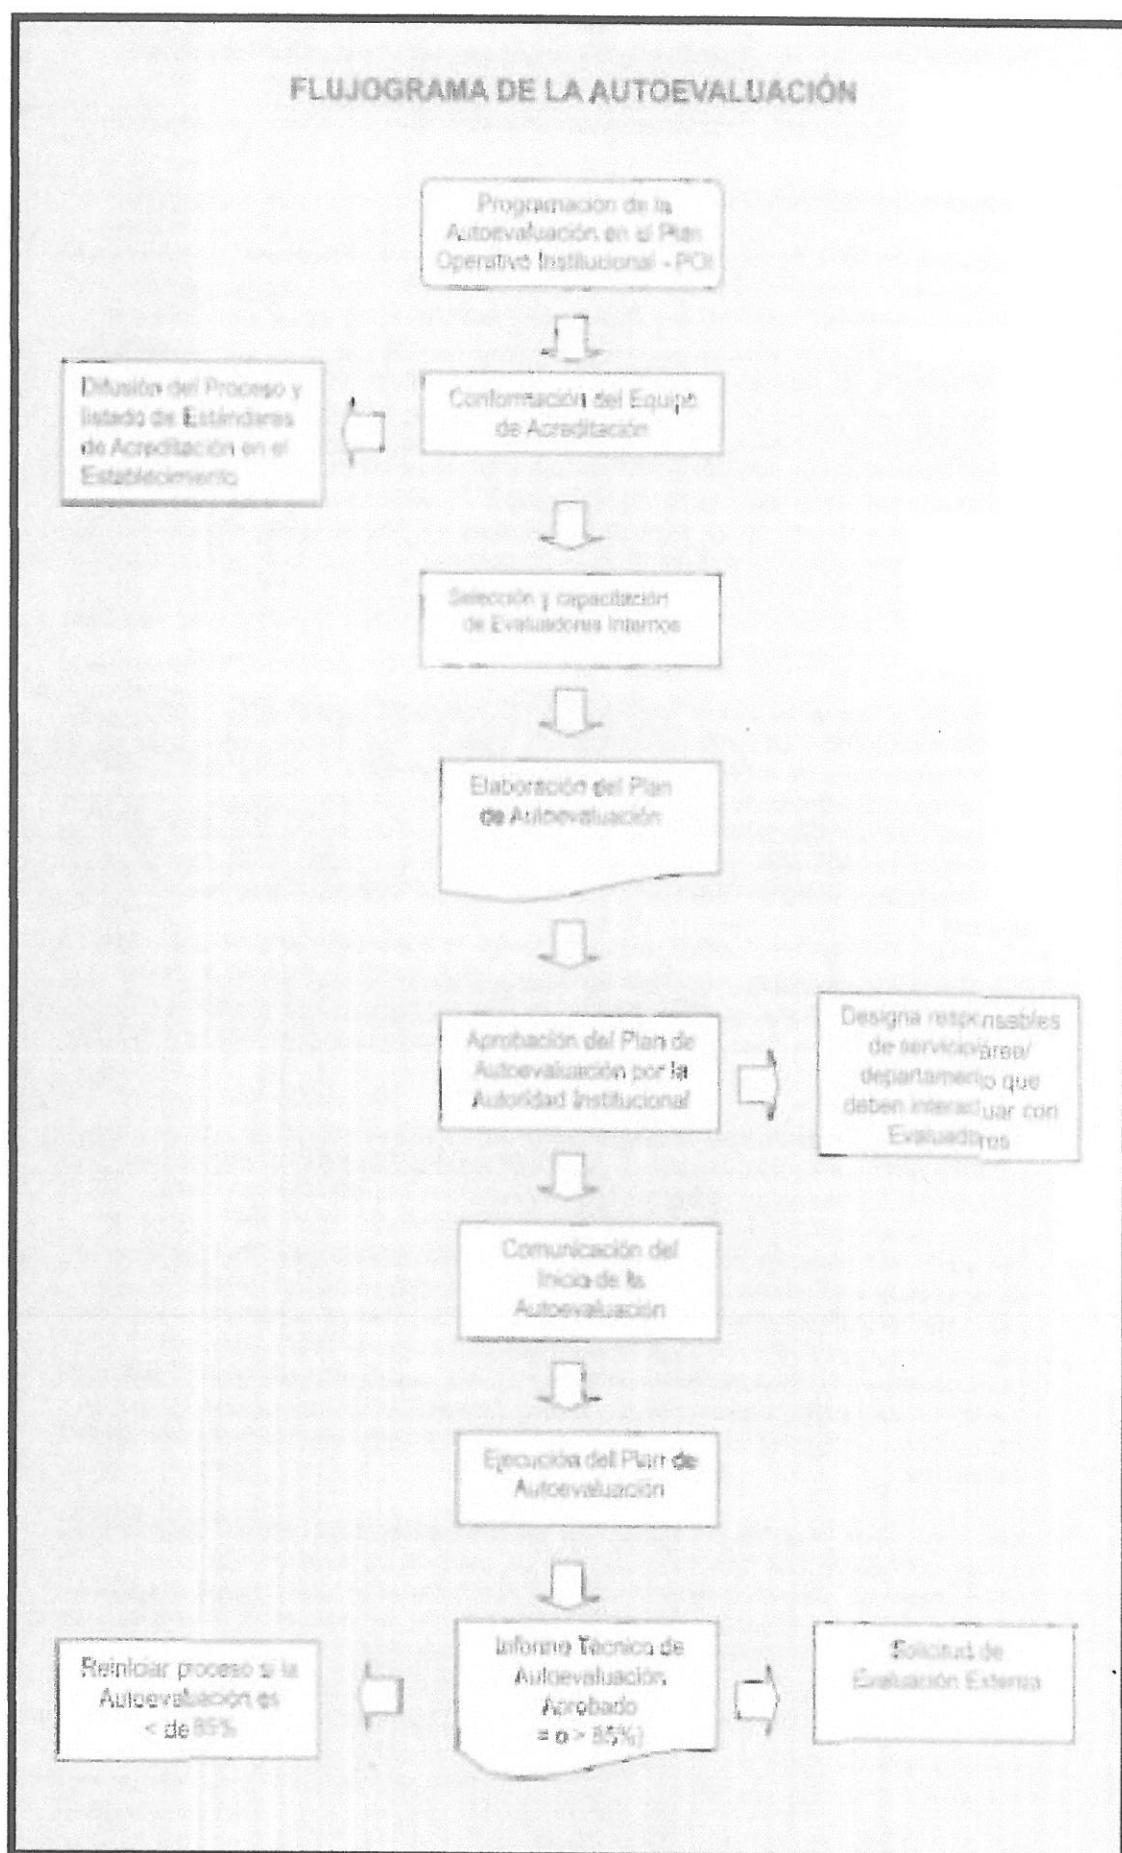 FLUJOGRAMA DE LA AUTOEVALUACIÓN
Programación de la
Autoevaluación en el Plan
Operativo Institucional - POI
Difusión del Proceso y
listado de Estándares
de Acreditación en el
Establecimiento
Conformación del Equipo
de Acreditación
Selección y capacitación
de Evaluadores Internos
Elaboración del Plan
de Autoevaluación
Aprobación del Plan de
Autoevaluación por la
Autoridad Institucional
Designa responsables
de servicio/ área/
departamento que
deben interactuar con
Evaluadores
Comunicación del
Inicio de la
Autoevaluación
Ejecución del Plan de
Autoevaluación
Reiniciar proceso si la
Autoevaluación es
< de 85%
Informe Técnico de
Autoevaluación
Aprobado
= o > 85%)
Solicitud de
Evaluación Externa